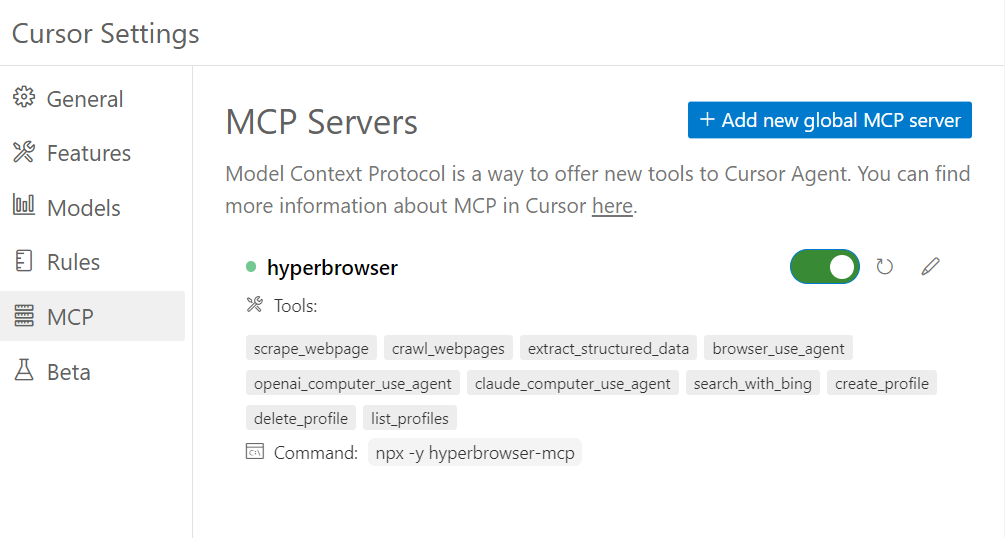 Cursor Settings
General
Features
Models
Rules
MCP
Beta
MCP Servers
+ Add new global MCP server
Model Context Protocol is a way to offer new tools to Cursor Agent. You can find
more information about MCP in Cursor here.
hyperbrowser
Tools:
scrape_webpage crawl_webpages extract_structured_data browser_use_agent
openai_computer_use_agent claude_computer_use_agent search_with_bing create_profile
delete_profile list_profiles
Command: npx -y hyperbrowser-mcp